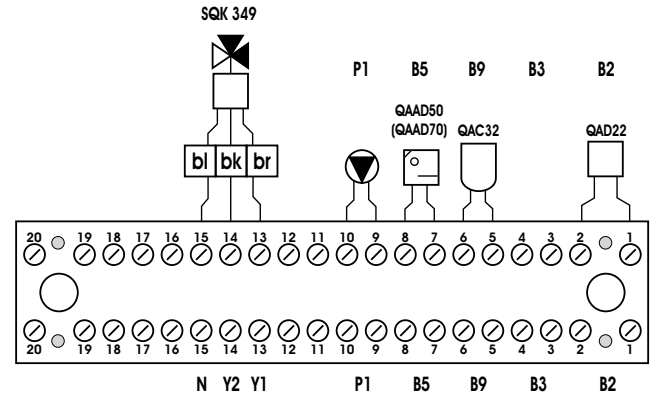 SQK 349
P1 B5 B9 B3 B2
QAAD50
(QAAD70) QAC32 QAD22
bl bk br
20 19 18 17 16 15 14 13 12 11 10 9 8 7 6 5 4 3 2 1
20 19 18 17 16 15 14 13 12 11 10 9 8 7 6 5 4 3 2 1
N Y2 Y1 P1 B5 B9 B3 B2